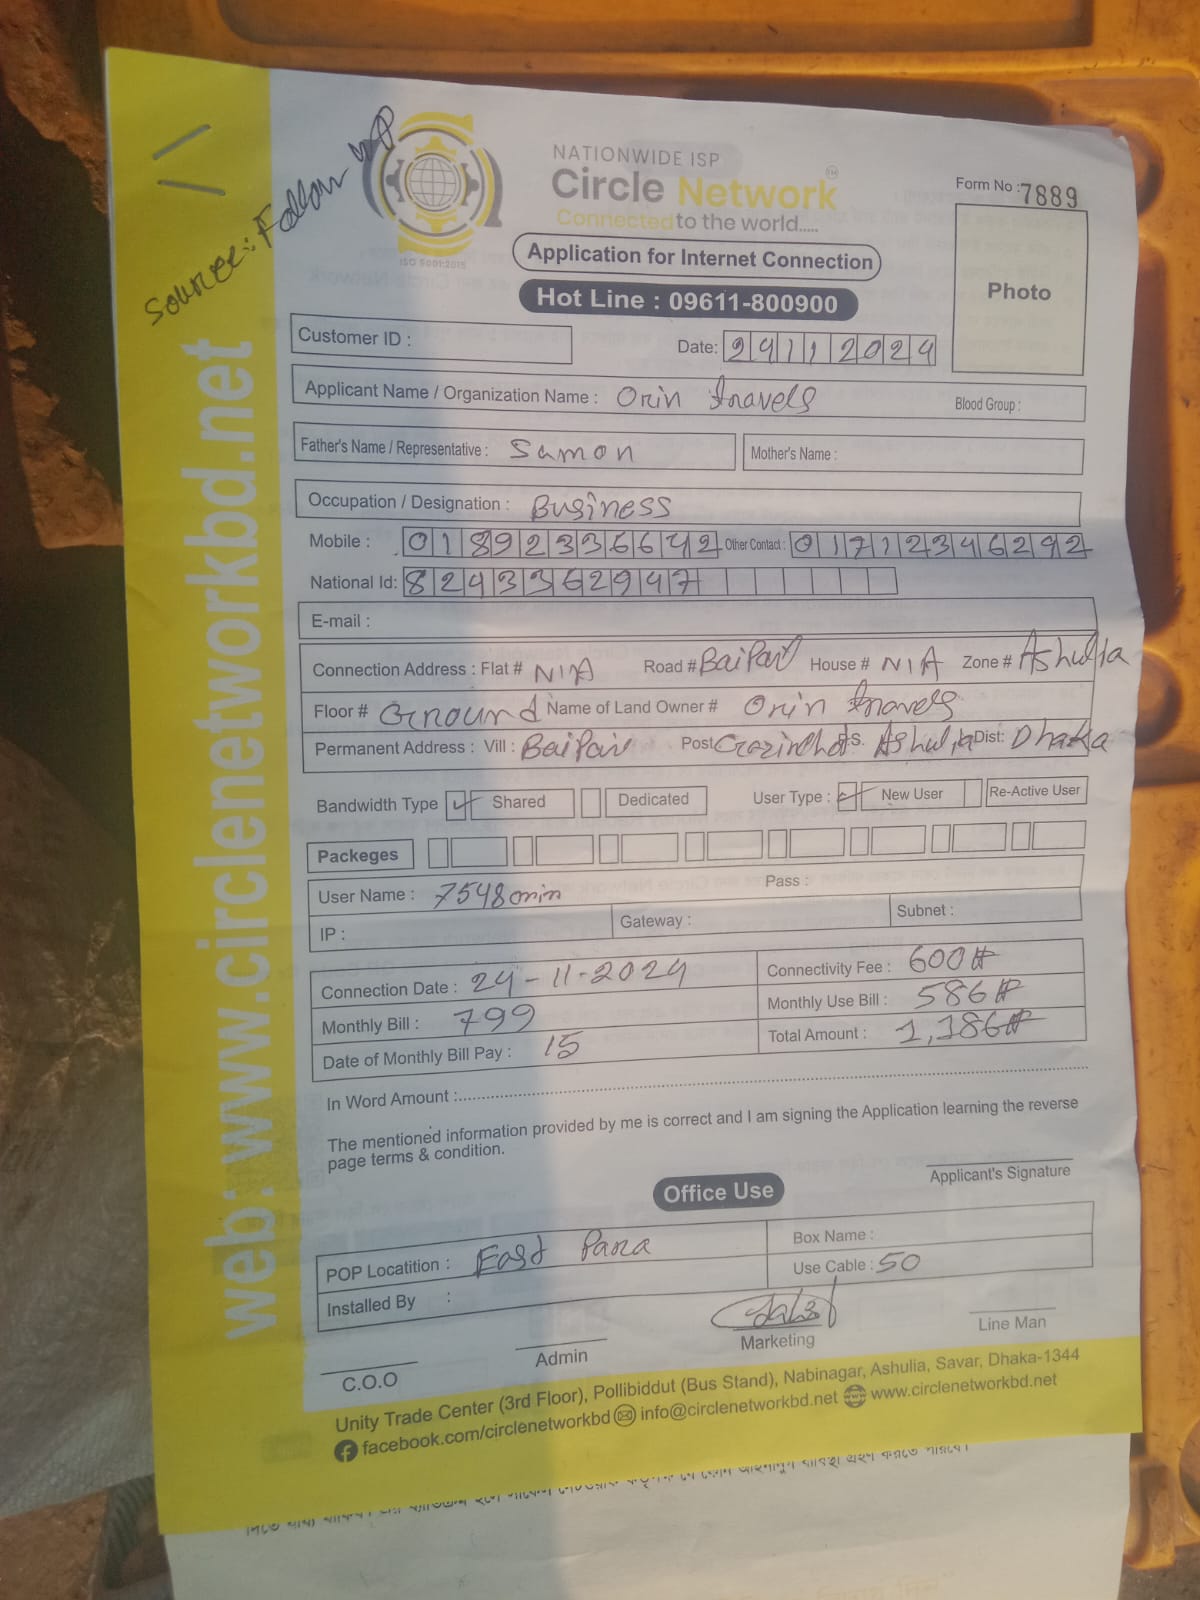 Source: Follow up
NATIONWIDE ISP
Circle Network
Connected to the world.....
ISO 9001:2015
Form No : 7889
Photo
Application for Internet Connection
Hot Line : 09611-800900
Customer ID :
Date: 24112024
Applicant Name / Organization Name : Orin travels Blood Group :
Father's Name / Representative : Samon Mother's Name :
Occupation / Designation : Business
Mobile : 01892336642 Other Contact : 01712346292
National Id: 8243362947
E-mail :
Connection Address : Flat # N/A Road # Baipail House # N/A Zone # Ashulia
Floor # Ground Name of Land Owner # Orin travels
Permanent Address : Vill : Baipail Post Gazirchat P.S. Ashulia Dist: Dhaka
Bandwidth Type ✓ Shared Dedicated User Type : ✓ New User Re-Active User
Packeges
User Name : 7548orin Pass :
IP : Gateway : Subnet :
Connection Date : 24-11-2024 Connectivity Fee : 600#
Monthly Bill : 799 Monthly Use Bill : 586#
Date of Monthly Bill Pay : 15 Total Amount : 1,186#
In Word Amount :
The mentioned information provided by me is correct and I am signing the Application learning the reverse
page terms & condition.
Applicant's Signature
Office Use
POP Locatition : East Para Box Name :
Use Cable : 50
Installed By :
C.O.O Admin Marketing Line Man
Unity Trade Center (3rd Floor), Pollibiddut (Bus Stand), Nabinagar, Ashulia, Savar, Dhaka-1344
facebook.com/circlenetworkbd info@circlenetworkbd.net www.circlenetworkbd.net
web: www.circlenetworkbd.net